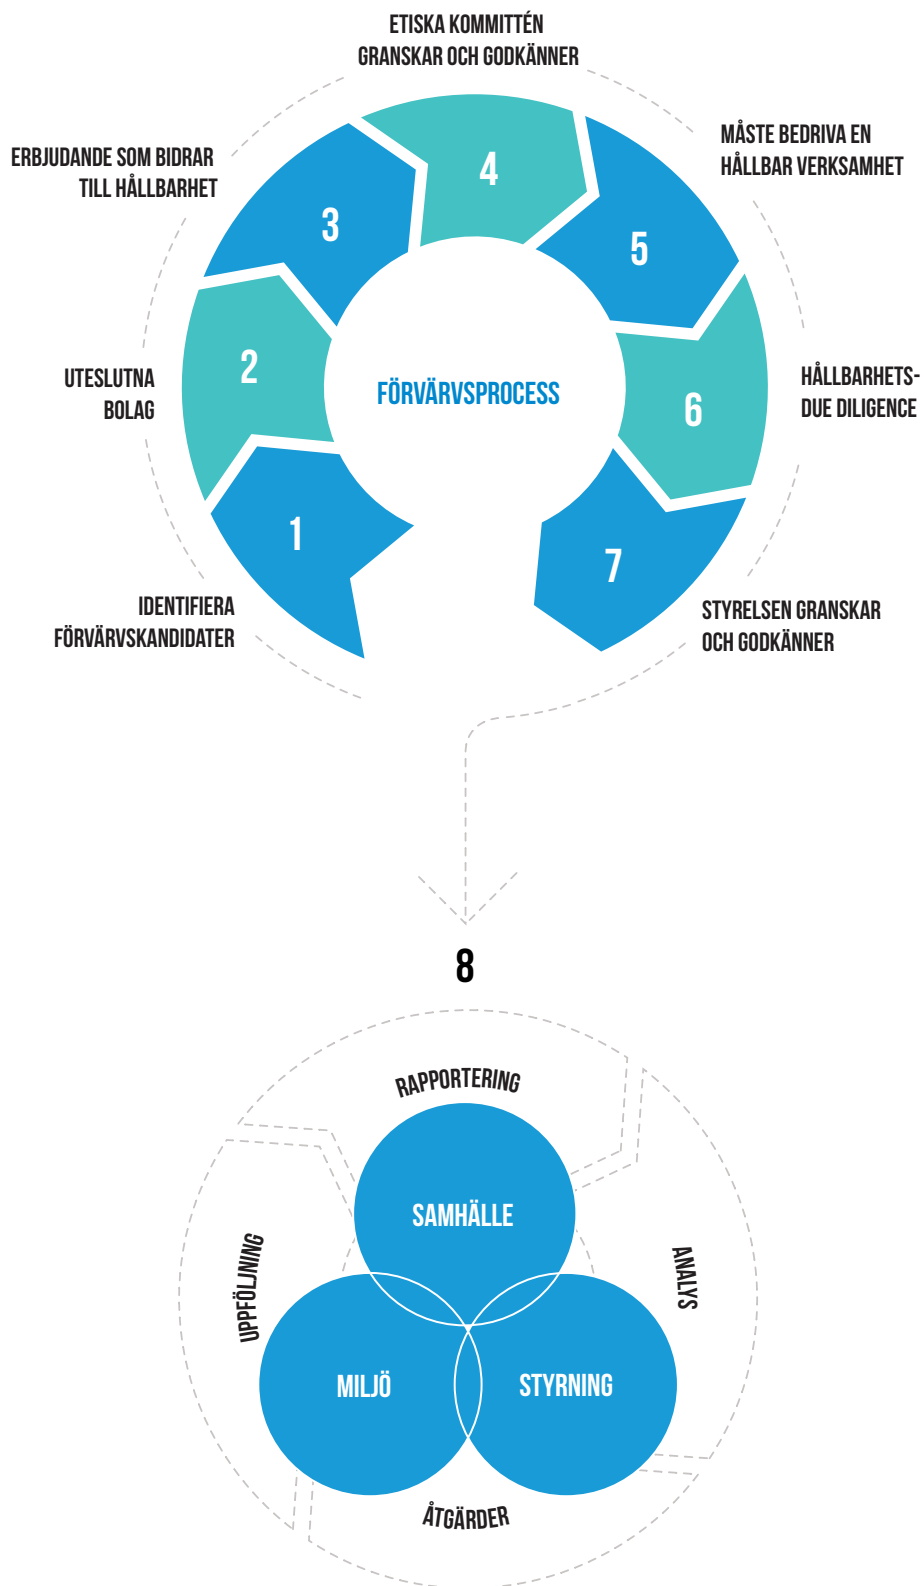 ETISKA KOMMITTÉN
GRANSKAR OCH GODKÄNNER
ERBJUDANDE SOM BIDRAR
TILL HÅLLBARHET
MÅSTE BEDRIVA EN
HÅLLBAR VERKSAMHET
4
3
5
2
UTESLUTNA
BOLAG
FÖRVÄRVSPROCESS
6
HÅLLBARHETS-
DUE DILIGENCE
1
7
IDENTIFIERA
FÖRVÄRVSKANDIDATER
STYRELSEN GRANSKAR
OCH GODKÄNNER
8
RAPPORTERING
SAMHÄLLE
UPPFÖLJNING
ANALYS
MILJÖ
STYRNING
ÅTGÄRDER